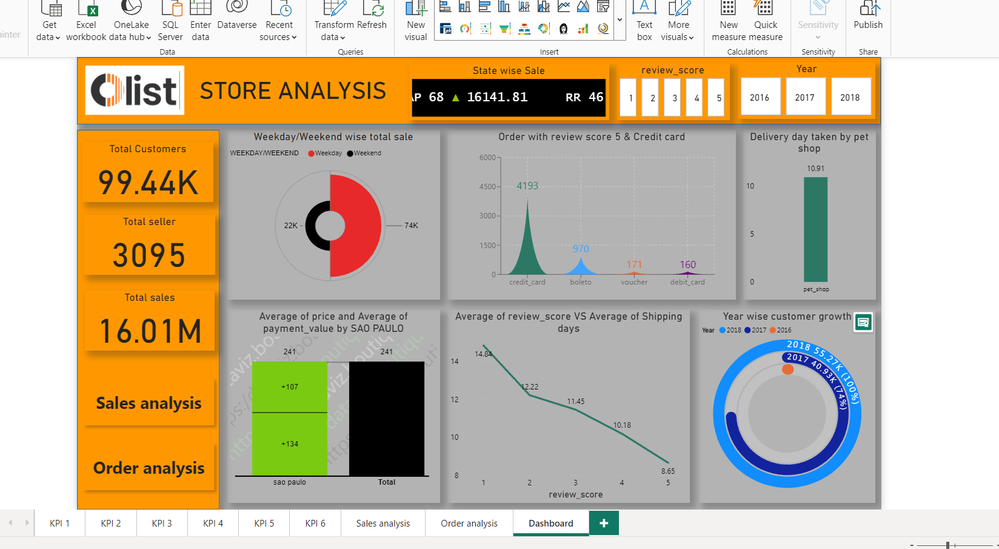 Get data
Excel workbook
OneLake data hub
SQL Server
Enter data
Dataverse
Recent sources
Transform data
Refresh
New visual
Text box
More visuals
New measure
Quick measure
Sensitivity
Publish
Data
Queries
Insert
Calculations
Sensitivity
Share
Olist
STORE ANALYSIS
State wise Sale
AP 68 ▲ 16141.81 RR 46
review_score
1 2 3 4 5
Year
2016 2017 2018
Total Customers
99.44K
Total seller
3095
Total sales
16.01M
Sales analysis
Order analysis
Weekday/Weekend wise total sale
WEEKDAY/WEEKEND Weekday Weekend
22K
74K
Order with review score 5 & Credit card
6000
4500
3000
1500
0
4193
970
171
160
credit_card boleto voucher debit_card
Delivery day taken by pet
shop
10.91
10
5
0
pet_shop
Average of price and Average of
payment_value by SAO PAULO
241 241
+107
+134
sao paulo Total
Average of review_score VS Average of Shipping
days
14
12
10
8
14.84
12.22
11.45
10.18
8.65
1 2 3 4 5
review_score
Year wise customer growth
Year 2018 2017 2016
2018 55.27K (100%)
2017 40.93K (74%)
KPI 1
KPI 2
KPI 3
KPI 4
KPI 5
KPI 6
Sales analysis
Order analysis
Dashboard